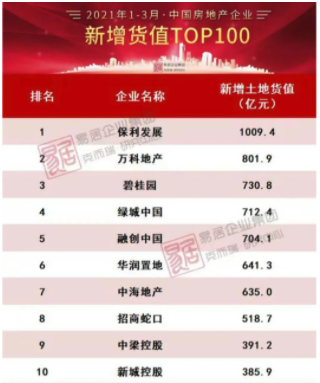 2021年1-3月·中国房地产企业
新增货值TOP100
排名 企业名称 新增土地货值
(亿元)
1 保利发展 1009.4
2 万科地产 801.9
3 碧桂园 730.8
4 绿城中国 712.4
5 融创中国 704.1
6 华润置地 641.3
7 中海地产 635.0
8 招商蛇口 518.7
9 中梁控股 391.2
10 新城控股 385.9
易居企业集团
克而瑞
易居企业集团
克而瑞